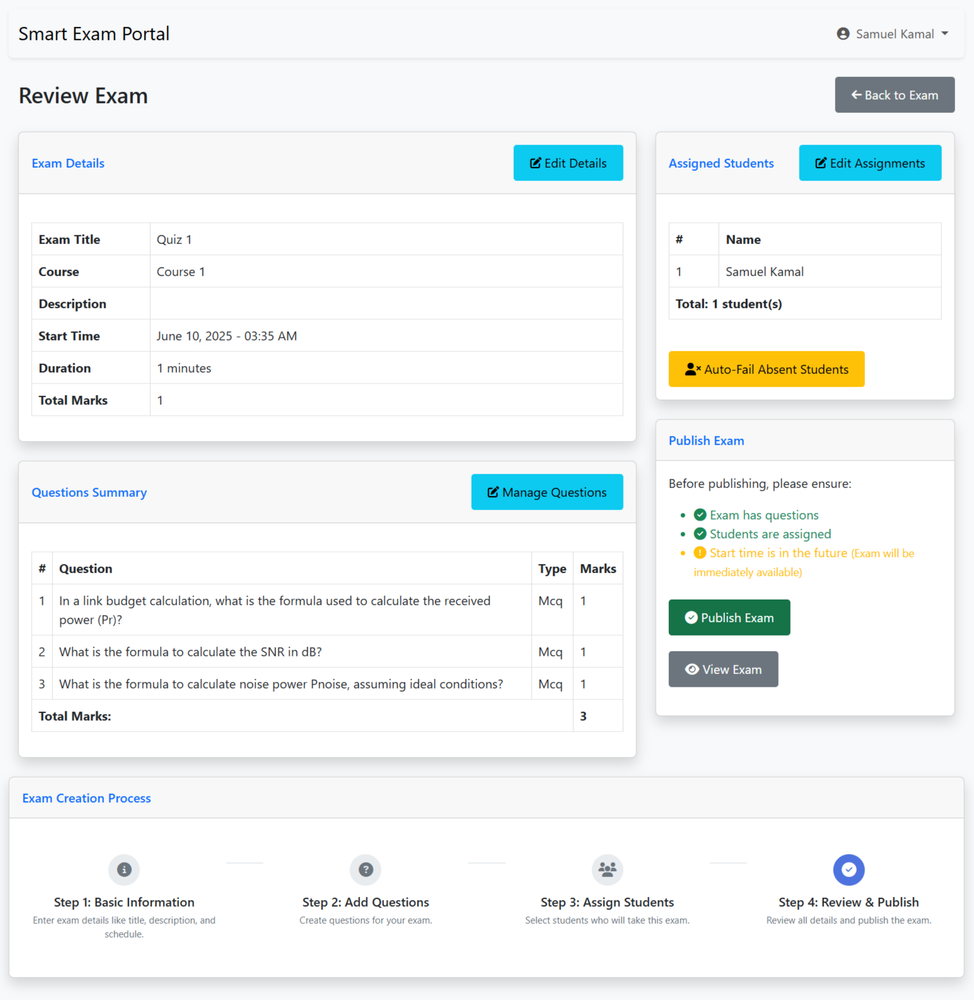 Smart Exam Portal
Samuel Kamal
Review Exam
Back to Exam
Exam Details
Edit Details
Exam Title Quiz 1
Course Course 1
Description
Start Time June 10, 2025 - 03:35 AM
Duration 1 minutes
Total Marks 1
Questions Summary
Manage Questions
# Question Type Marks
1 In a link budget calculation, what is the formula used to calculate the received Mcq 1
power (Pr)?
2 What is the formula to calculate the SNR in dB? Mcq 1
3 What is the formula to calculate noise power Pnoise, assuming ideal conditions? Mcq 1
Total Marks: 3
Assigned Students
Edit Assignments
# Name
1 Samuel Kamal
Total: 1 student(s)
Auto-Fail Absent Students
Publish Exam
Before publishing, please ensure:
Exam has questions
Students are assigned
Start time is in the future (Exam will be
immediately available)
Publish Exam
View Exam
Exam Creation Process
Step 1: Basic Information
Enter exam details like title, description, and
schedule.
Step 2: Add Questions
Create questions for your exam.
Step 3: Assign Students
Select students who will take this exam.
Step 4: Review & Publish
Review all details and publish the exam.